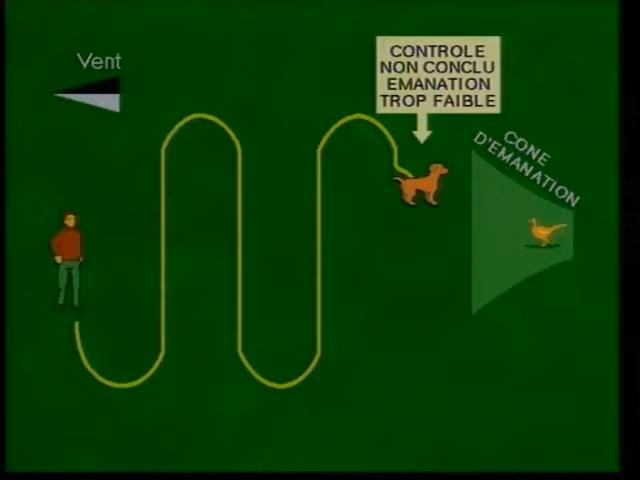 Vent
CONTROLE
NON CONCLU
EMANATION
TROP FAIBLE
CONE
D'EMANATION